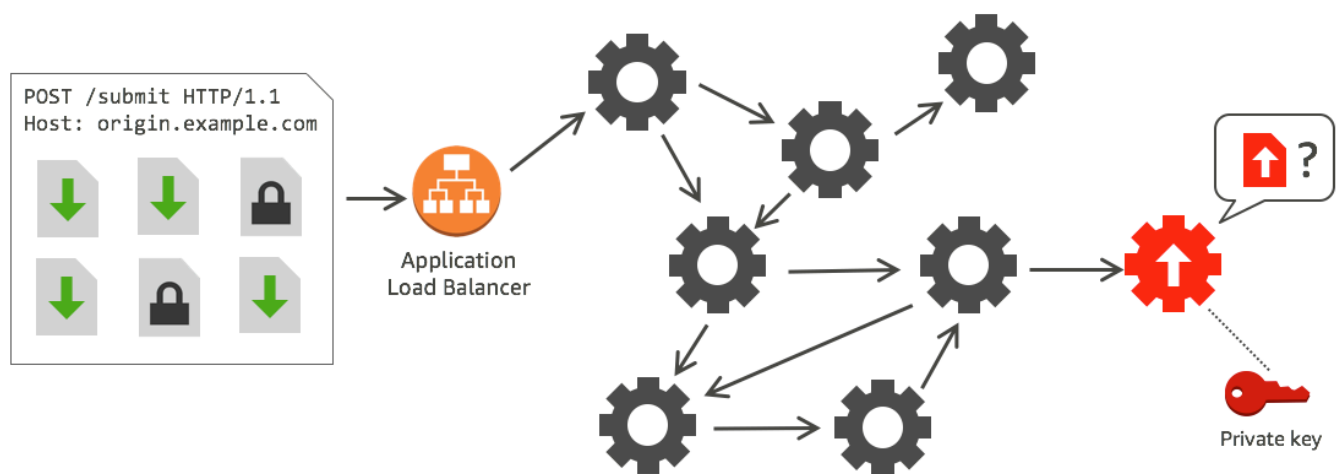 POST /submit HTTP/1.1
Host: origin.example.com
Application
Load Balancer
?
Private key